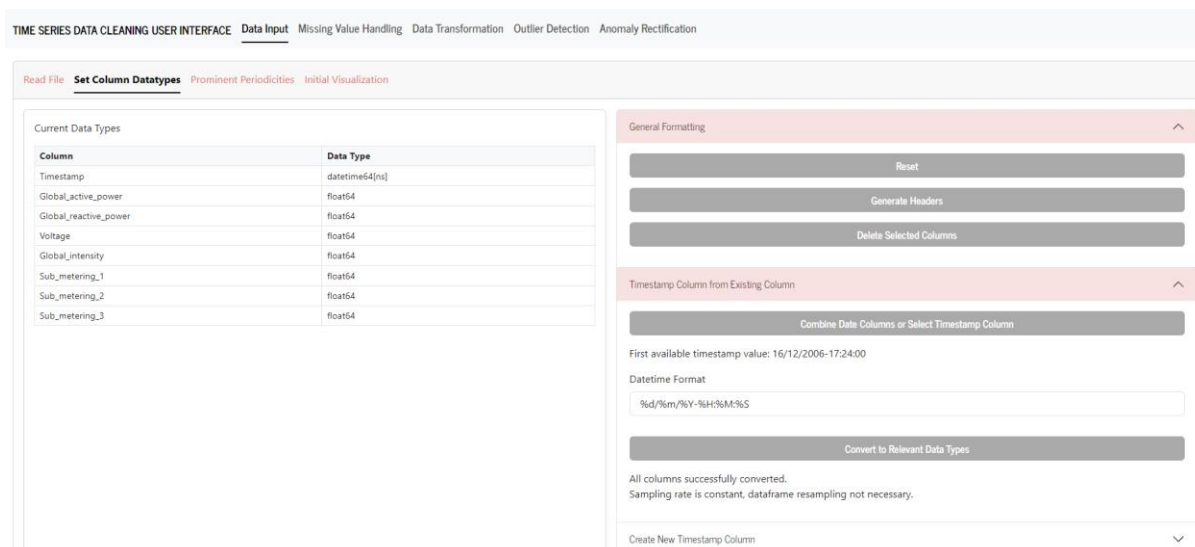 TIME SERIES DATA CLEANING USER INTERFACE Data Input Missing Value Handling Data Transformation Outlier Detection Anomaly Rectification
Read File Set Column Datatypes Prominent Periodicities Initial Visualization
Current Data Types
Column Data Type
Timestamp datetime64[ns]
Global_active_power float64
Global_reactive_power float64
Voltage float64
Global_intensity float64
Sub_metering_1 float64
Sub_metering_2 float64
Sub_metering_3 float64
General Formatting
Reset
Generate Headers
Delete Selected Columns
Timestamp Column from Existing Column
Combine Date Columns or Select Timestamp Column
First available timestamp value: 16/12/2006-17:24:00
Datetime Format
%d/%m/%Y-%H:%M:%S
Convert to Relevant Data Types
All columns successfully converted.
Sampling rate is constant, dataframe resampling not necessary.
Create New Timestamp Column